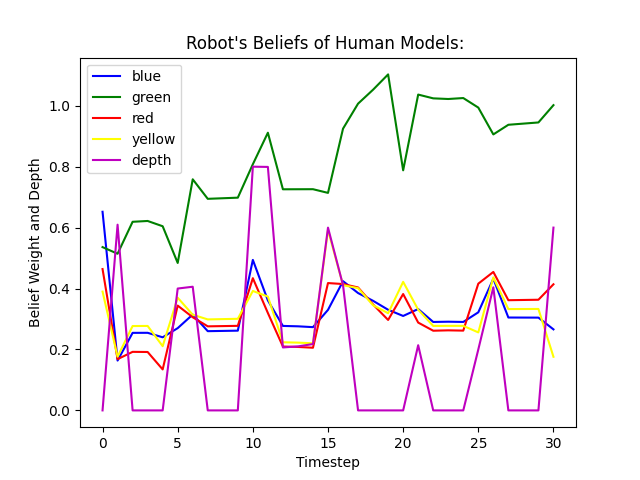 Robot's Beliefs of Human Models:
blue
green
red
yellow
depth
Belief Weight and Depth
1.0
0.8
0.6
0.4
0.2
0.0
0 5 10 15 20 25 30
Timestep